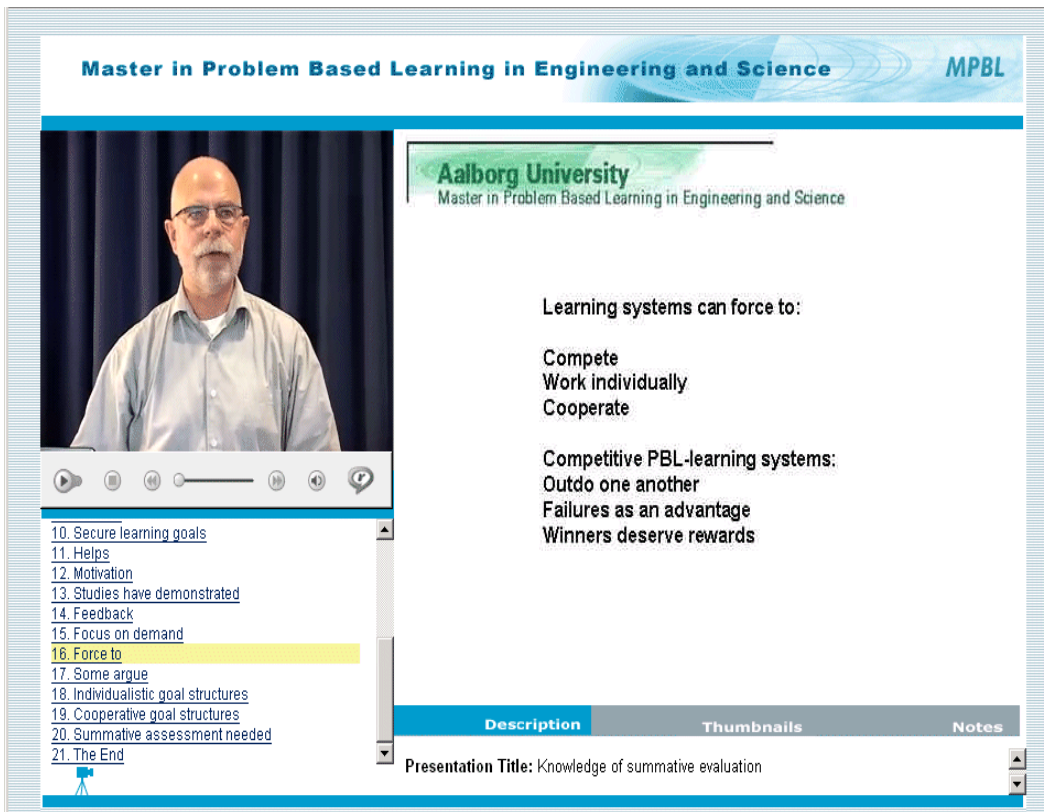 Master in Problem Based Learning in Engineering and Science
MPBL
Aalborg University
Master in Problem Based Learning in Engineering and Science
Learning systems can force to:
Compete
Work individually
Cooperate
Competitive PBL-learning systems:
Outdo one another
Failures as an advantage
Winners deserve rewards
10. Secure learning goals
11. Helps
12. Motivation
13. Studies have demonstrated
14. Feedback
15. Focus on demand
16. Force to
17. Some argue
18. Individualistic goal structures
19. Cooperative goal structures
20. Summative assessment needed
21. The End
Description
Thumbnails
Notes
Presentation Title: Knowledge of summative evaluation